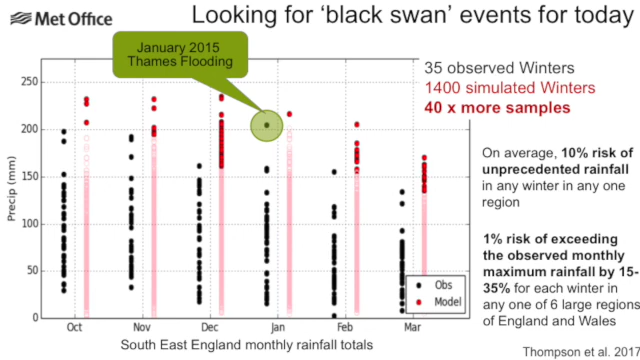 Met Office
Looking for ‘black swan’ events for today
January 2015
Thames Flooding
35 observed Winters
1400 simulated Winters
40 x more samples
On average, 10% risk of
unprecedented rainfall
in any winter in any one
region
1% risk of exceeding
the observed monthly
maximum rainfall by 15-
35% for each winter in
any one of 6 large regions
of England and Wales
Precip (mm)
250
200
150
100
50
0
Oct
Nov
Dec
Jan
Feb
Mar
Obs
Model
South East England monthly rainfall totals
Thompson et al. 2017